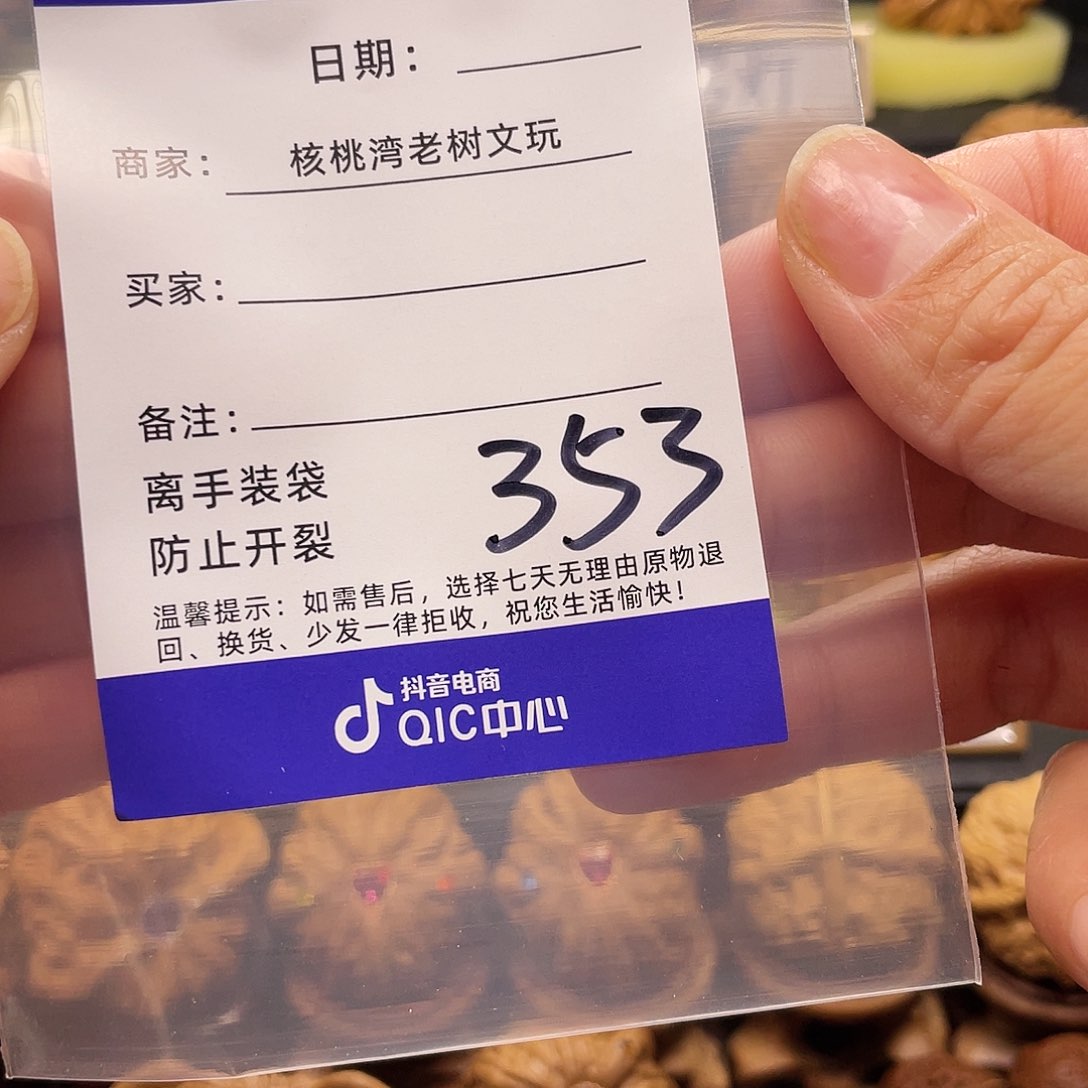 日期：
商家： 核桃湾老树文玩
买家：
备注：
353
离手装袋
防止开裂
温馨提示：如需售后，选择七天无理由原物退
回、换货、少发一律拒收，祝您生活愉快！
抖音电商
QIC中心